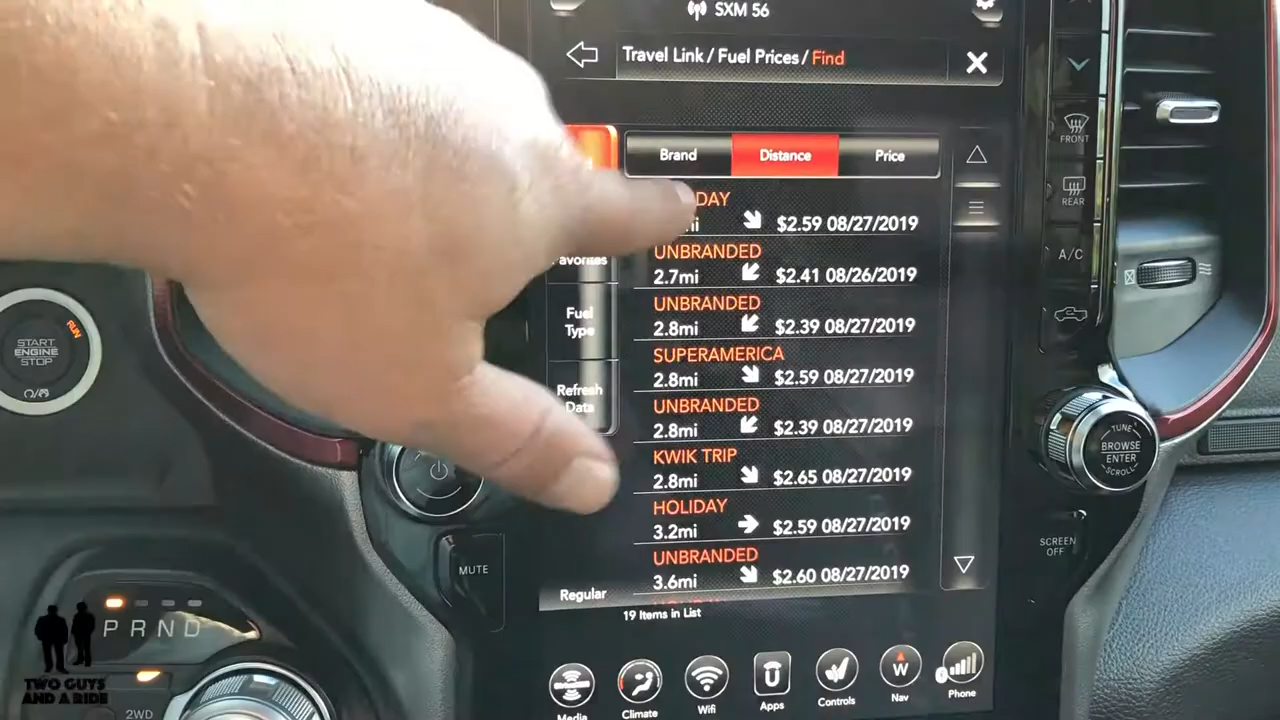 SXM 56
Travel Link / Fuel Prices / Find
Brand Distance Price
DAY
$2.59 08/27/2019
UNBRANDED
2.7mi $2.41 08/26/2019
UNBRANDED
2.8mi $2.39 08/27/2019
SUPERAMERICA
2.8mi $2.59 08/27/2019
UNBRANDED
2.8mi $2.39 08/27/2019
KWIK TRIP
2.8mi $2.65 08/27/2019
HOLIDAY
3.2mi $2.59 08/27/2019
UNBRANDED
3.6mi $2.60 08/27/2019
Favorites
Fuel
Type
Refresh
Data
Regular
19 Items in List
Media Climate Wifi Apps Controls Nav Phone
W
START
ENGINE
STOP
RUN
MUTE
PRND
2WD
FRONT
REAR
A/C
TUNE
BROWSE
ENTER
SCROLL
SCREEN
OFF
TWO GUYS
AND A RIDE